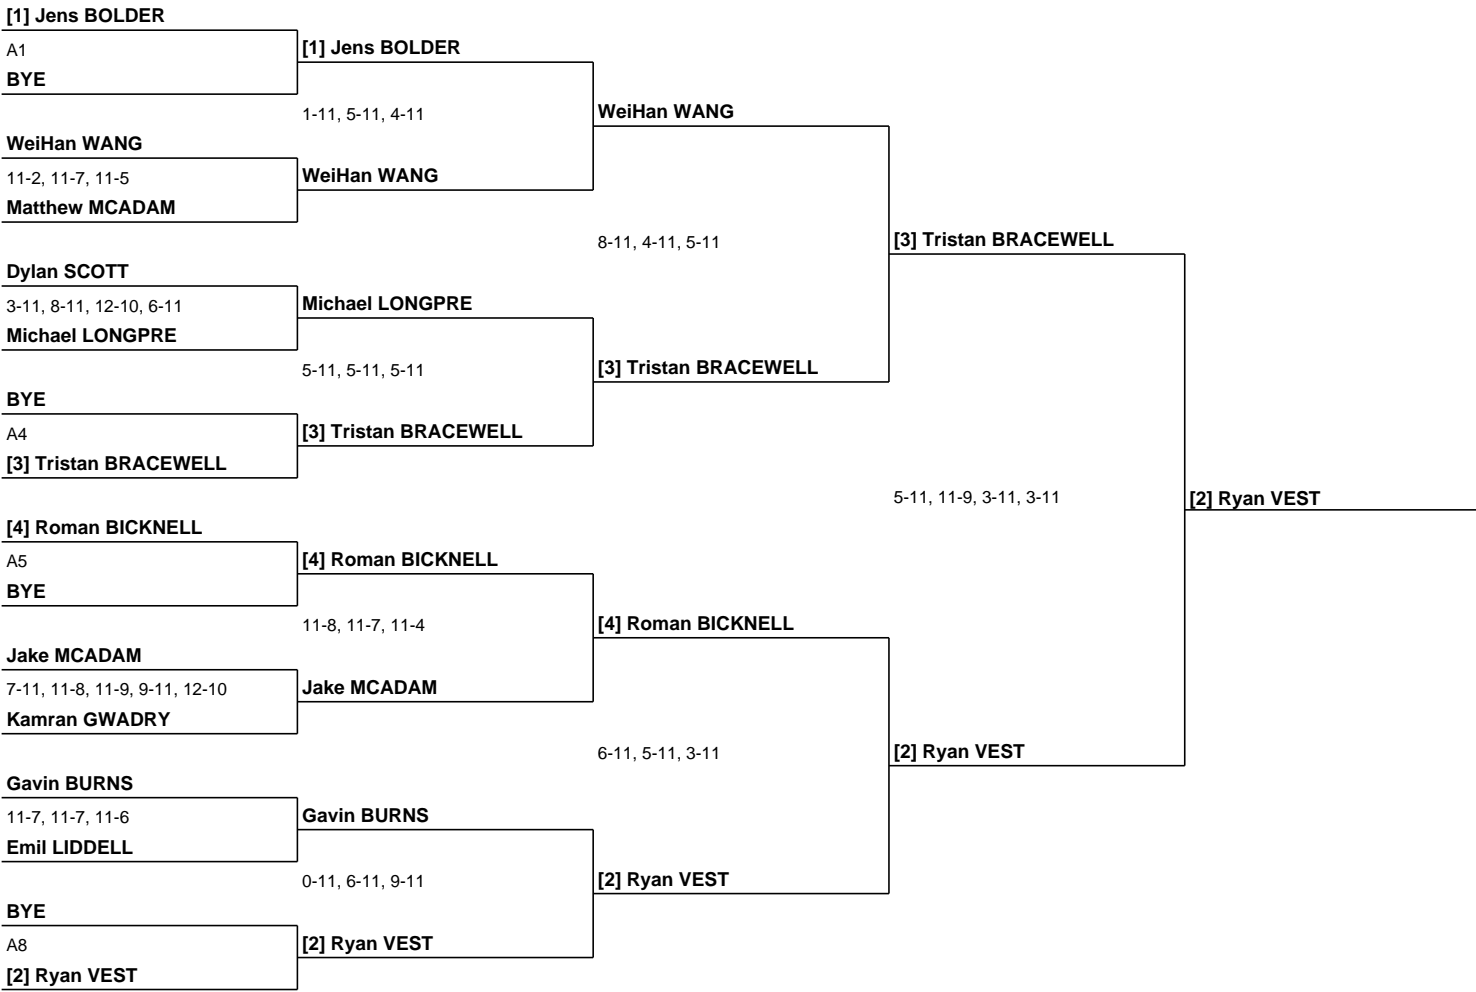 [1] Jens BOLDER
A1
BYE
WeiHan WANG
11-2, 11-7, 11-5
Matthew MCADAM
Dylan SCOTT
3-11, 8-11, 12-10, 6-11
Michael LONGPRE
BYE
A4
[3] Tristan BRACEWELL
[4] Roman BICKNELL
A5
BYE
Jake MCADAM
7-11, 11-8, 11-9, 9-11, 12-10
Kamran GWADRY
Gavin BURNS
11-7, 11-7, 11-6
Emil LIDDELL
BYE
A8
[2] Ryan VEST
[1] Jens BOLDER
1-11, 5-11, 4-11
WeiHan WANG
Michael LONGPRE
5-11, 5-11, 5-11
[3] Tristan BRACEWELL
[4] Roman BICKNELL
11-8, 11-7, 11-4
Jake MCADAM
Gavin BURNS
0-11, 6-11, 9-11
[2] Ryan VEST
WeiHan WANG
8-11, 4-11, 5-11
[3] Tristan BRACEWELL
[4] Roman BICKNELL
6-11, 5-11, 3-11
[2] Ryan VEST
[3] Tristan BRACEWELL
5-11, 11-9, 3-11, 3-11
[2] Ryan VEST
[2] Ryan VEST